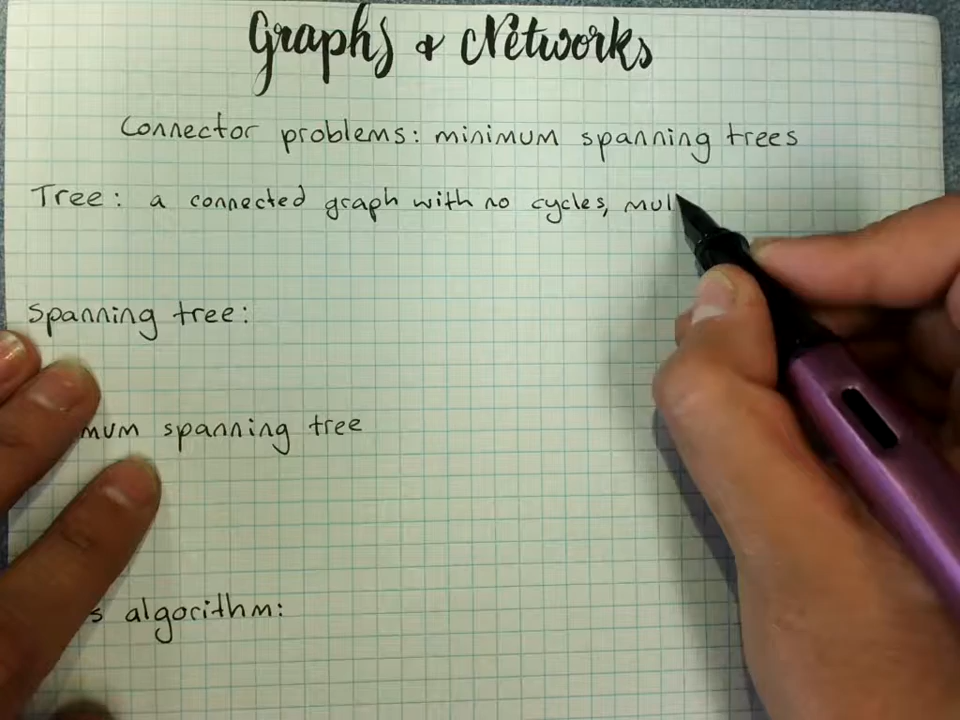 Graphs & Networks
Connector problems: minimum spanning trees
Tree: a connected graph with no cycles, mul
Spanning tree:
mum spanning tree
s algorithm: